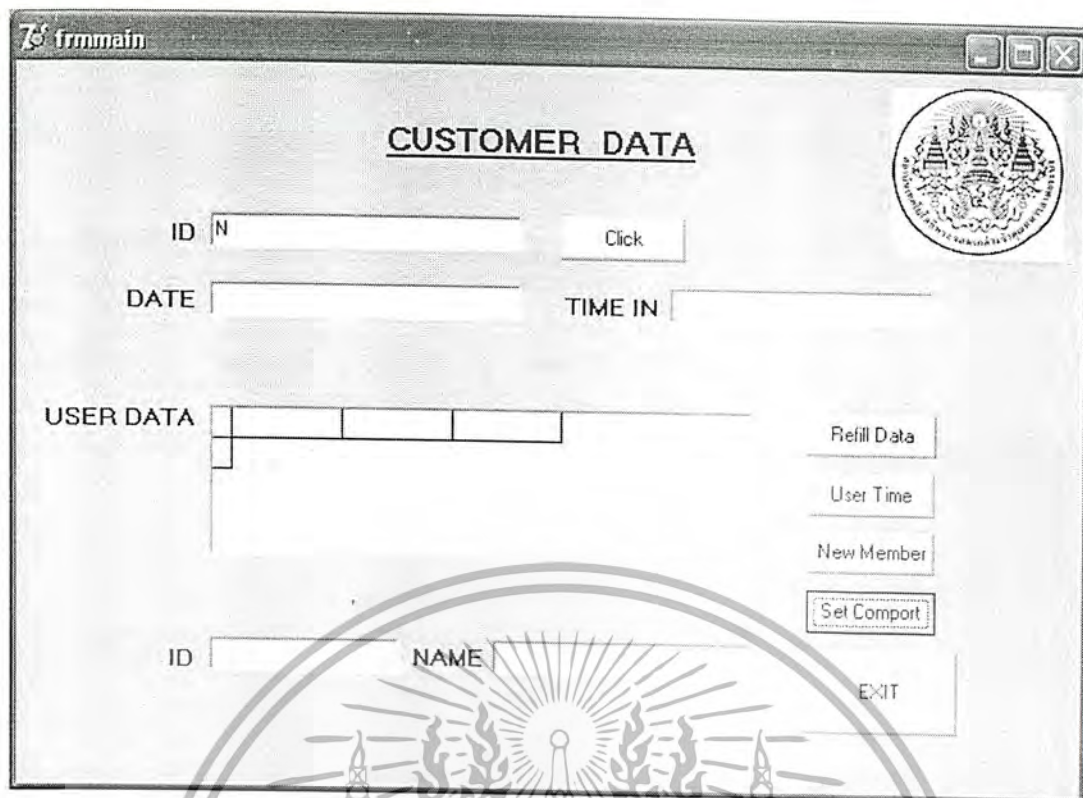 frmmain
CUSTOMER DATA
ID N Click
DATE TIME IN
USER DATA
Refill Data
User Time
New Member
Set Comport
ID NAME
EXIT